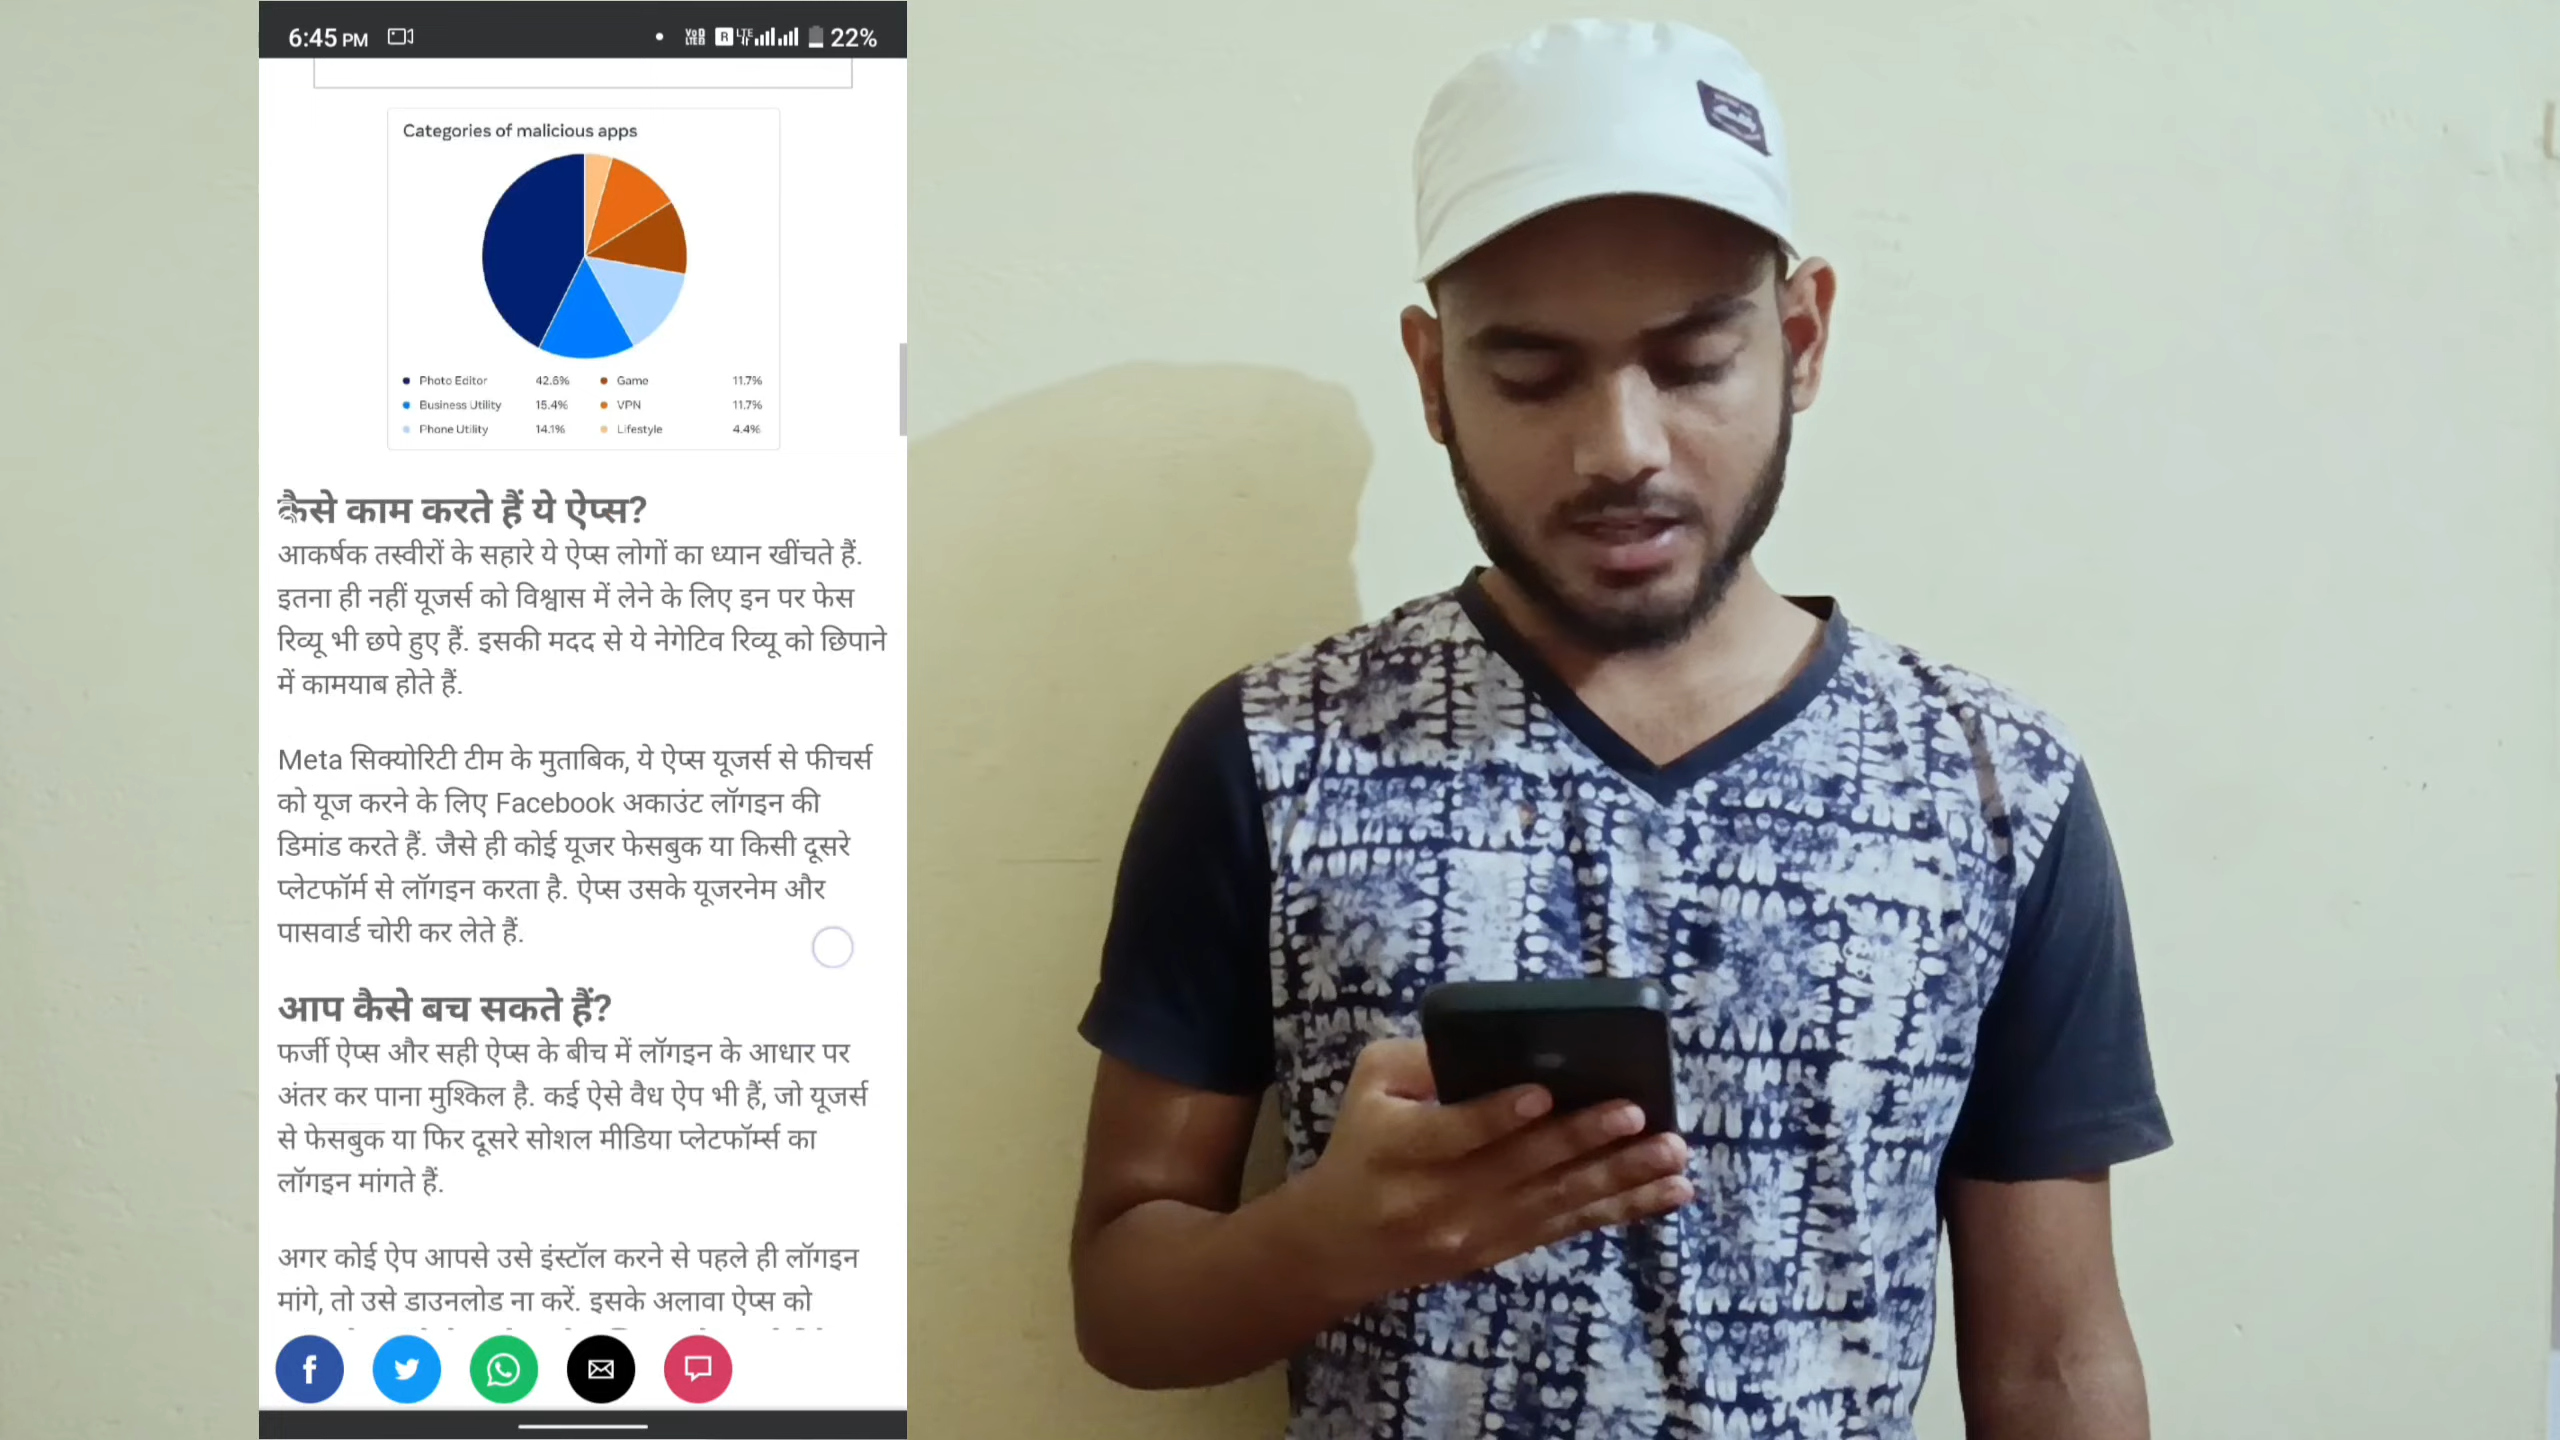 6:45 PM
VoD LTE2 R LTE 22%
Categories of malicious apps
Photo Editor 42.6% Game 11.7%
Business Utility 15.4% VPN 11.7%
Phone Utility 14.1% Lifestyle 4.4%
कैसे काम करते हैं ये ऐप्स?
आकर्षक तस्वीरों के सहारे ये ऐप्स लोगों का ध्यान खींचते हैं.
इतना ही नहीं यूजर्स को विश्वास में लेने के लिए इन पर फेस
रिव्यू भी छपे हुए हैं. इसकी मदद से ये नेगेटिव रिव्यू को छिपाने
में कामयाब होते हैं.
Meta सिक्योरिटी टीम के मुताबिक, ये ऐप्स यूजर्स से फीचर्स
को यूज करने के लिए Facebook अकाउंट लॉगइन की
डिमांड करते हैं. जैसे ही कोई यूजर फेसबुक या किसी दूसरे
प्लेटफॉर्म से लॉगइन करता है. ऐप्स उसके यूजरनेम और
पासवार्ड चोरी कर लेते हैं.
आप कैसे बच सकते हैं?
फर्जी ऐप्स और सही ऐप्स के बीच में लॉगइन के आधार पर
अंतर कर पाना मुश्किल है. कई ऐसे वैध ऐप भी हैं, जो यूजर्स
से फेसबुक या फिर दूसरे सोशल मीडिया प्लेटफॉर्म्स का
लॉगइन मांगते हैं.
अगर कोई ऐप आपसे उसे इंस्टॉल करने से पहले ही लॉगइन
मांगे, तो उसे डाउनलोड ना करें. इसके अलावा ऐप्स को